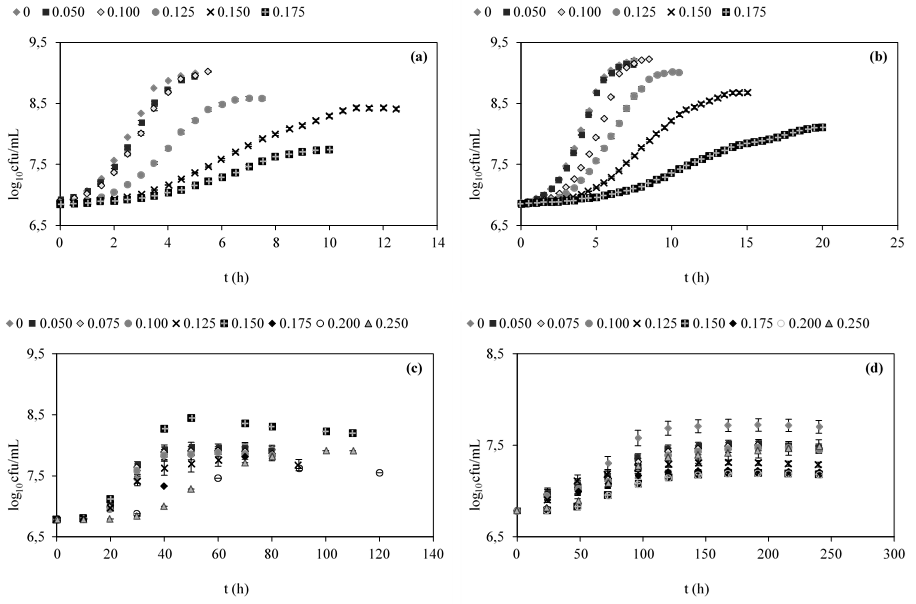 0 0.050 0.100 0.125 0.150 0.175
0 0.050 0.100 0.125 0.150 0.175
9,5
8,5
7,5
6,5
log10cfu/mL
(a)
0 2 4 6 8 10 12 14
t (h)
9,5
8,5
7,5
6,5
log10cfu/mL
(b)
0 5 10 15 20 25
t (h)
0 0.050 0.075 0.100 0.125 0.150 0.175 0.200 0.250
0 0.050 0.075 0.100 0.125 0.150 0.175 0.200 0.250
9,5
8,5
7,5
6,5
log10cfu/mL
(c)
0 20 40 60 80 100 120 140
t (h)
8,5
7,5
6,5
log10cfu/mL
(d)
0 50 100 150 200 250 300
t (h)